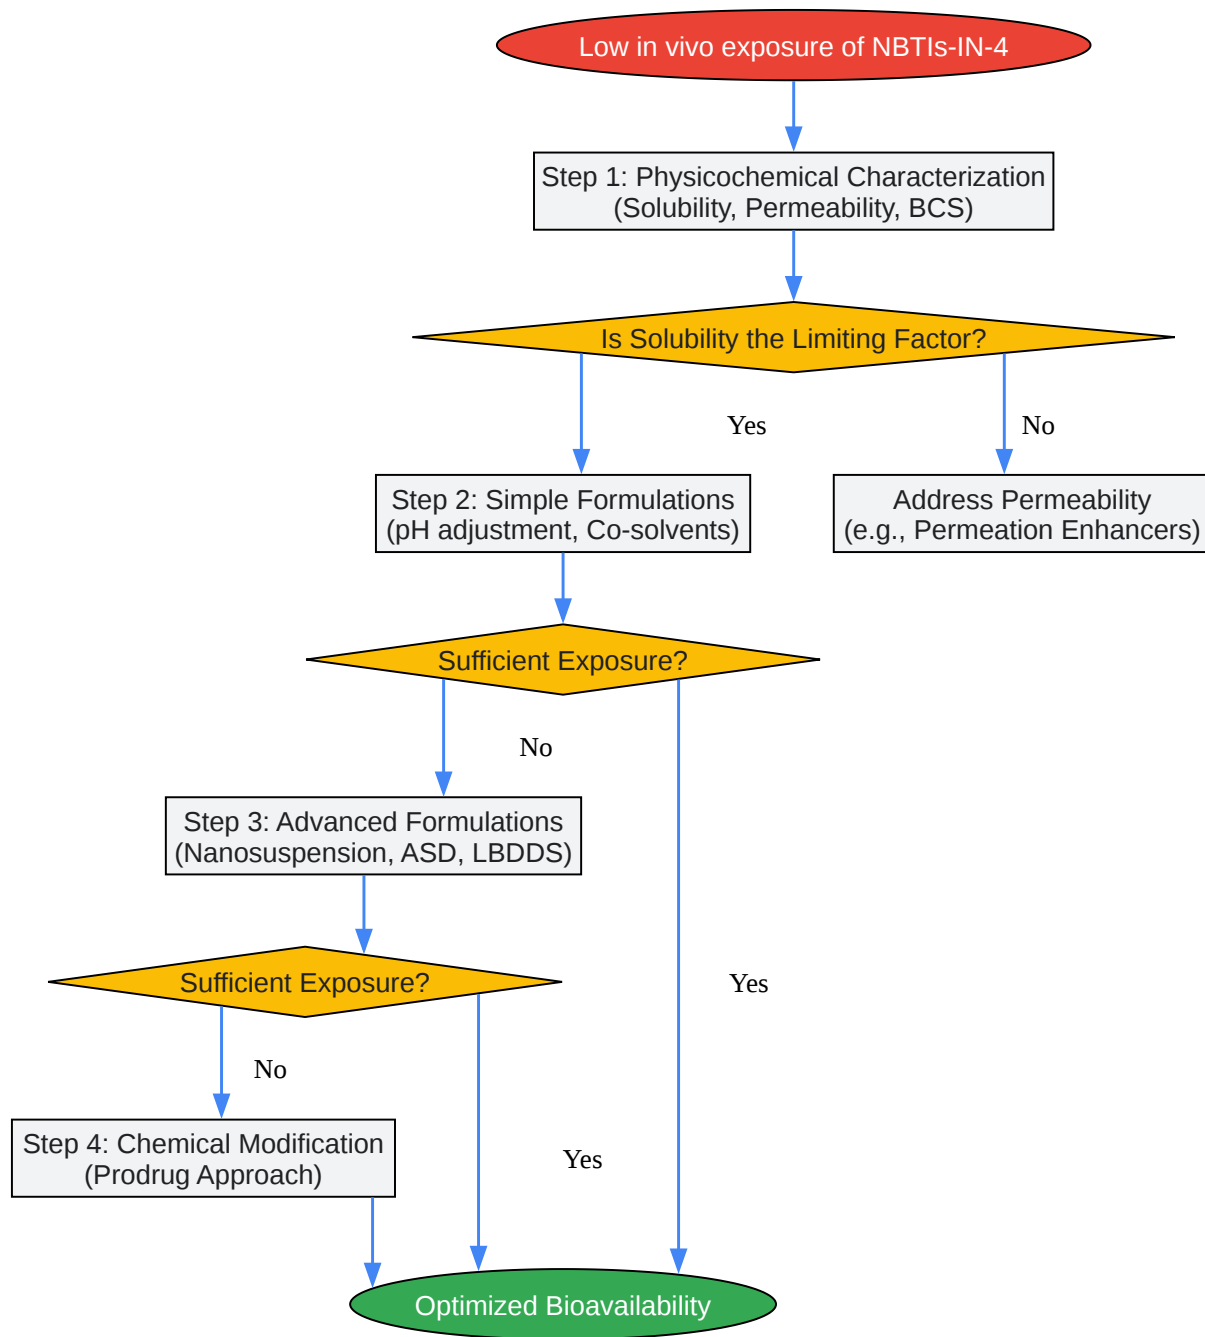 Low in vivo exposure of NBTIs-IN-4
Step 1: Physicochemical Characterization
(Solubility, Permeability, BCS)
Is Solubility the Limiting Factor?
Yes
No
Step 2: Simple Formulations
(pH adjustment, Co-solvents)
Address Permeability
(e.g., Permeation Enhancers)
Sufficient Exposure?
No
Step 3: Advanced Formulations
(Nanosuspension, ASD, LBDDS)
Sufficient Exposure?
Yes
No
Step 4: Chemical Modification
(Prodrug Approach)
Yes
Optimized Bioavailability